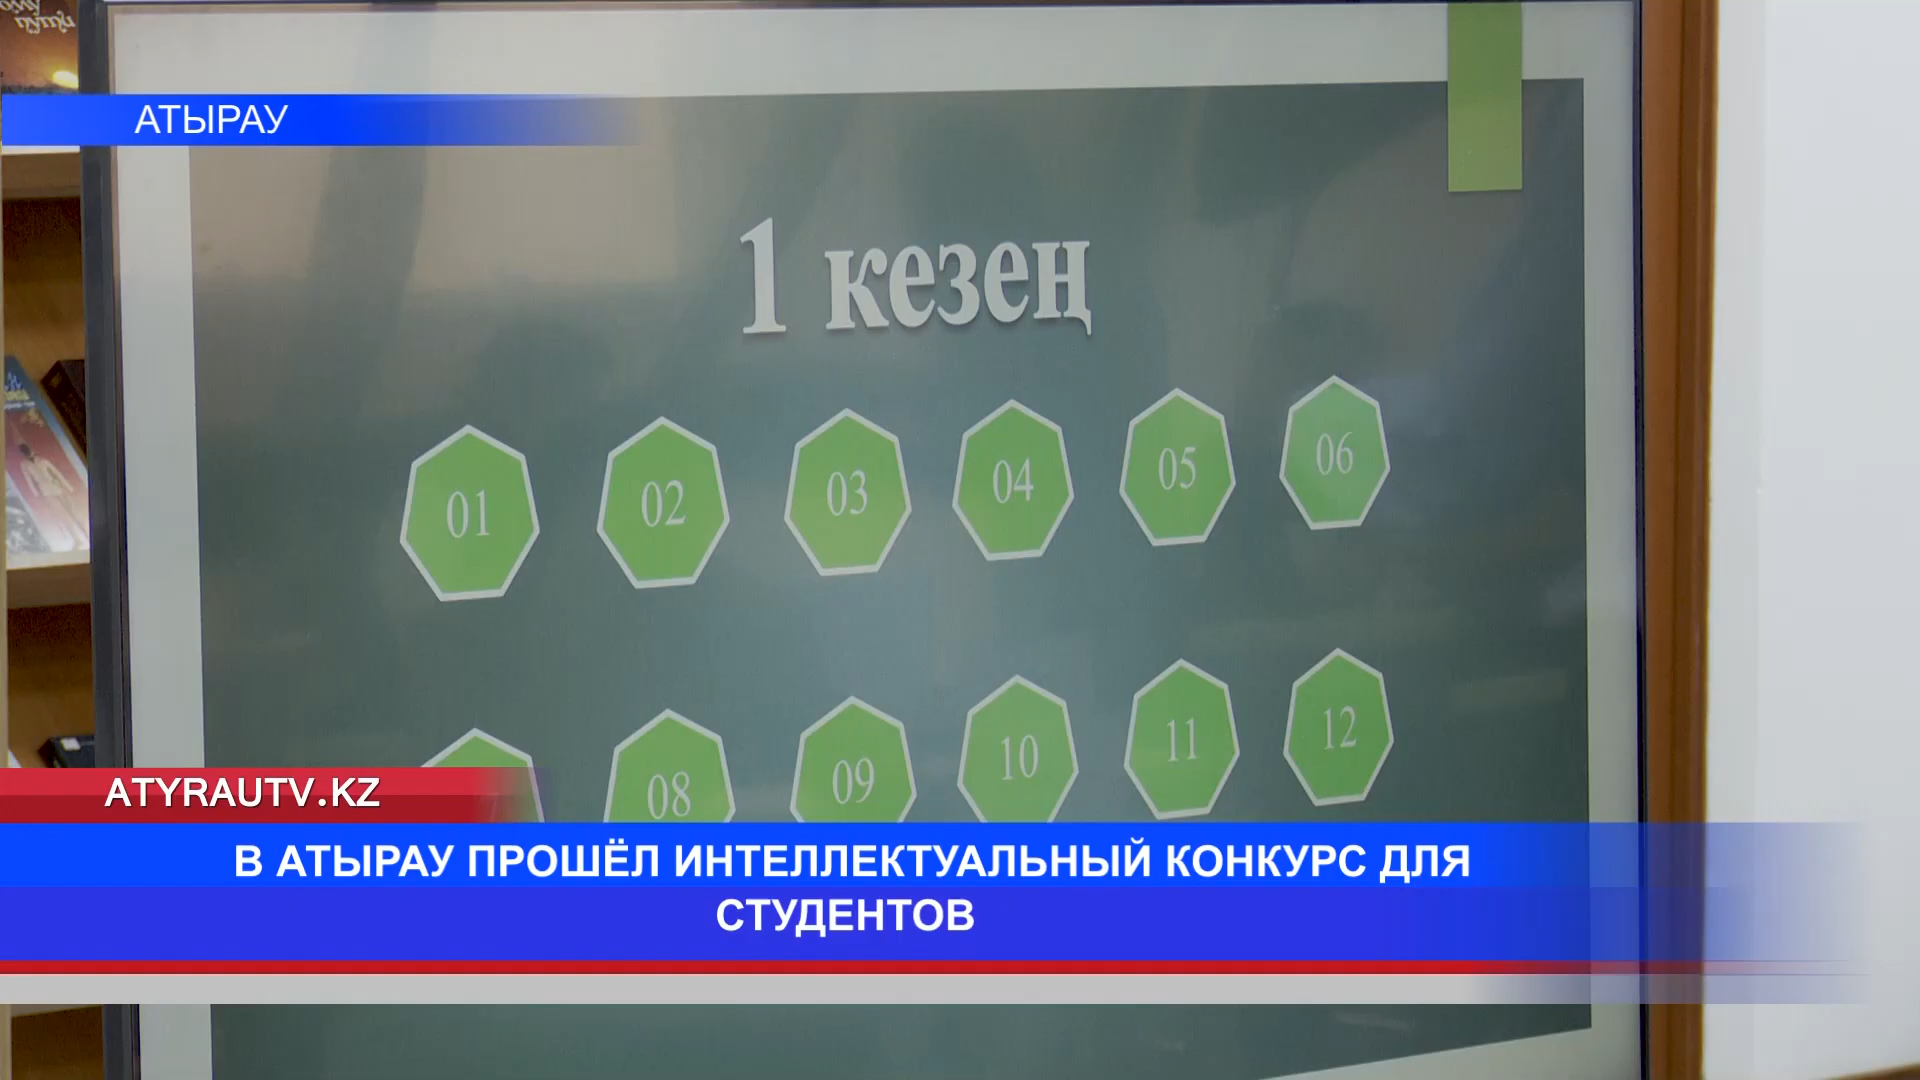 пути
АТЫРАУ
1 кезең
01 02 03 04 05 06
08 09 10 11 12
ATYRAUTV.KZ
В АТЫРАУ ПРОШЁЛ ИНТЕЛЛЕКТУАЛЬНЫЙ КОНКУРС ДЛЯ
СТУДЕНТОВ